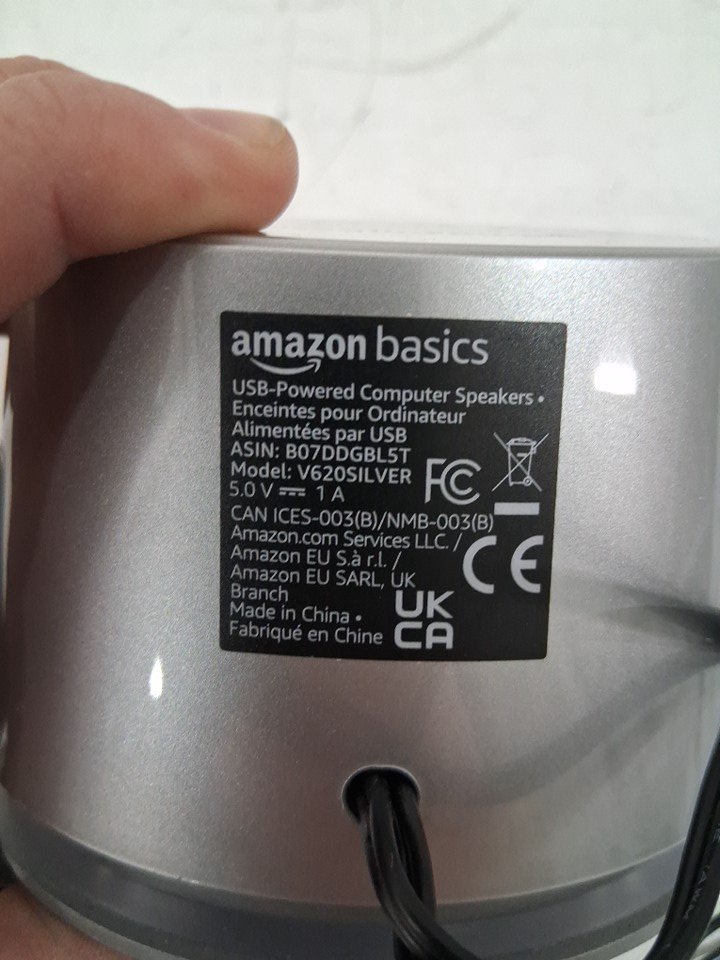 amazon basics
USB-Powered Computer Speakers •
Enceintes pour Ordinateur
Alimentées par USB
ASIN: B07DDGBL5T
Model: V620SILVER
5.0 V ⎓ 1 A
FC
CAN ICES-003(B)/NMB-003(B)
Amazon.com Services LLC. /
Amazon EU S.à r.l. /
Amazon EU SARL, UK
Branch
CE
Made in China •
Fabriqué en Chine
UK
CA